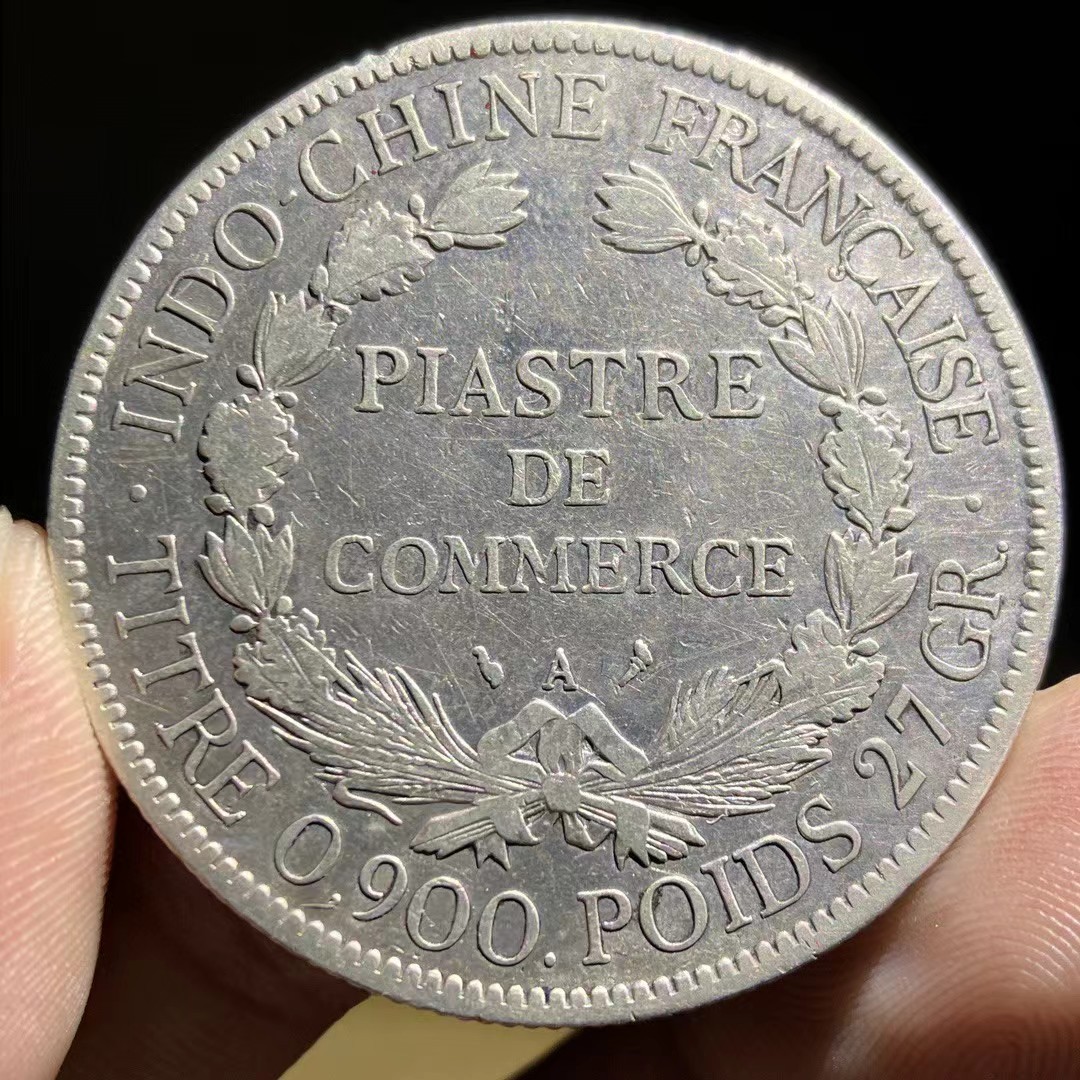 · INDO-CHINE FRANÇAISE ·
PIASTRE
DE
COMMERCE
A
TITRE 0,900. POIDS 27 GR.